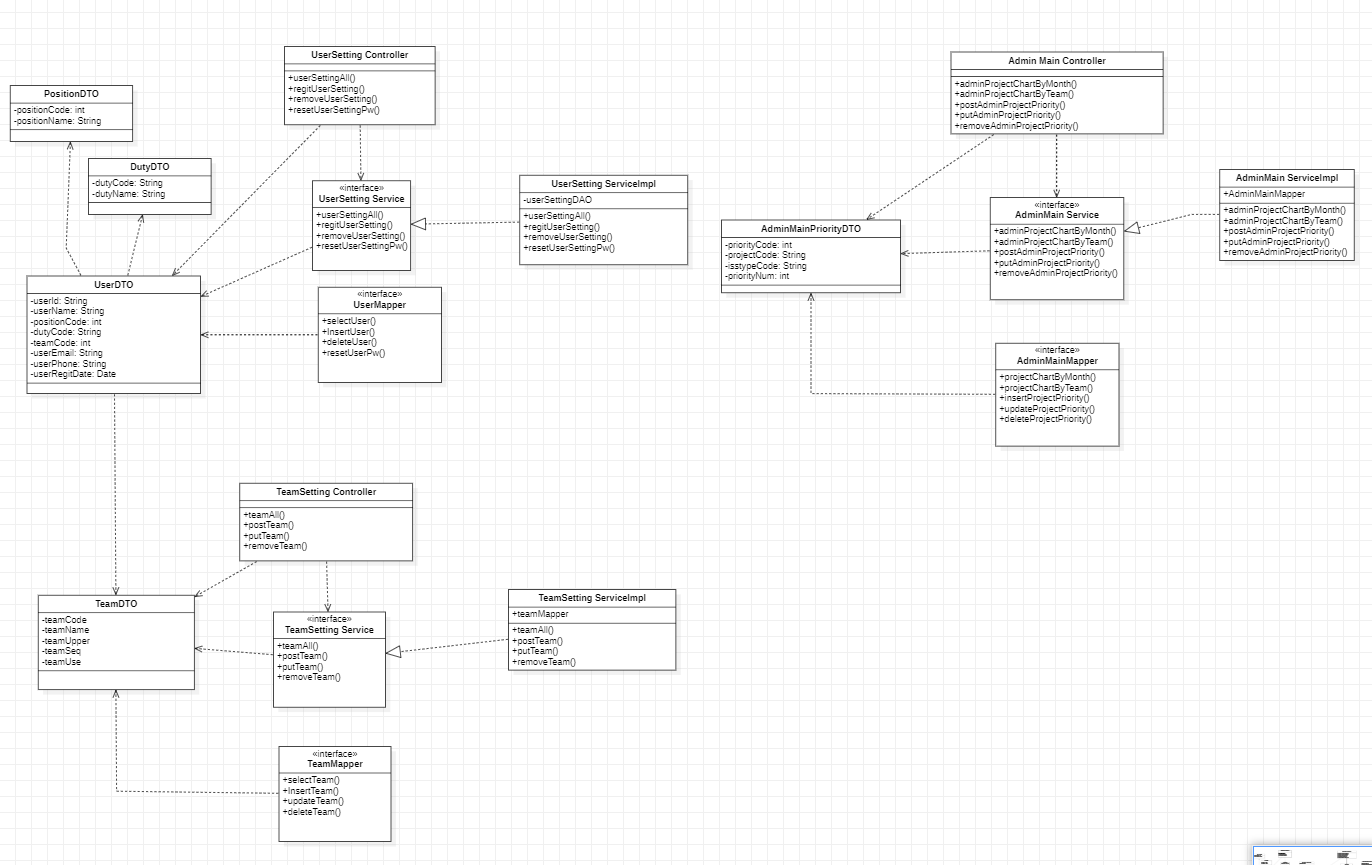 UserSetting Controller
+userSettingAll()
+regitUserSetting()
+removeUserSetting()
+resetUserSettingPw()
PositionDTO
-positionCode: int
-positionName: String
DutyDTO
-dutyCode: String
-dutyName: String
«interface»
UserSetting Service
+userSettingAll()
+regitUserSetting()
+removeUserSetting()
+resetUserSettingPw()
UserSetting ServiceImpl
-userSettingDAO
+userSettingAll()
+regitUserSetting()
+removeUserSetting()
+resetUserSettingPw()
UserDTO
-userId: String
-userName: String
-positionCode: int
-dutyCode: String
-teamCode: int
-userEmail: String
-userPhone: String
-userRegitDate: Date
«interface»
UserMapper
+selectUser()
+InsertUser()
+deleteUser()
+resetUserPw()
Admin Main Controller
+adminProjectChartByMonth()
+adminProjectChartByTeam()
+postAdminProjectPriority()
+putAdminProjectPriority()
+removeAdminProjectPriority()
AdminMainPriorityDTO
-priorityCode: int
-projectCode: String
-isstypeCode: String
-priorityNum: int
«interface»
AdminMain Service
+adminProjectChartByMonth()
+adminProjectChartByTeam()
+postAdminProjectPriority()
+putAdminProjectPriority()
+removeAdminProjectPriority()
AdminMain ServiceImpl
+AdminMainMapper
+adminProjectChartByMonth()
+adminProjectChartByTeam()
+postAdminProjectPriority()
+putAdminProjectPriority()
+removeAdminProjectPriority()
«interface»
AdminMainMapper
+projectChartByMonth()
+projectChartByTeam()
+insertProjectPriority()
+updateProjectPriority()
+deleteProjectPriority()
TeamSetting Controller
+teamAll()
+postTeam()
+putTeam()
+removeTeam()
TeamDTO
-teamCode
-teamName
-teamUpper
-teamSeq
-teamUse
«interface»
TeamSetting Service
+teamAll()
+postTeam()
+putTeam()
+removeTeam()
TeamSetting ServiceImpl
+teamMapper
+teamAll()
+postTeam()
+putTeam()
+removeTeam()
«interface»
TeamMapper
+selectTeam()
+InsertTeam()
+updateTeam()
+deleteTeam()